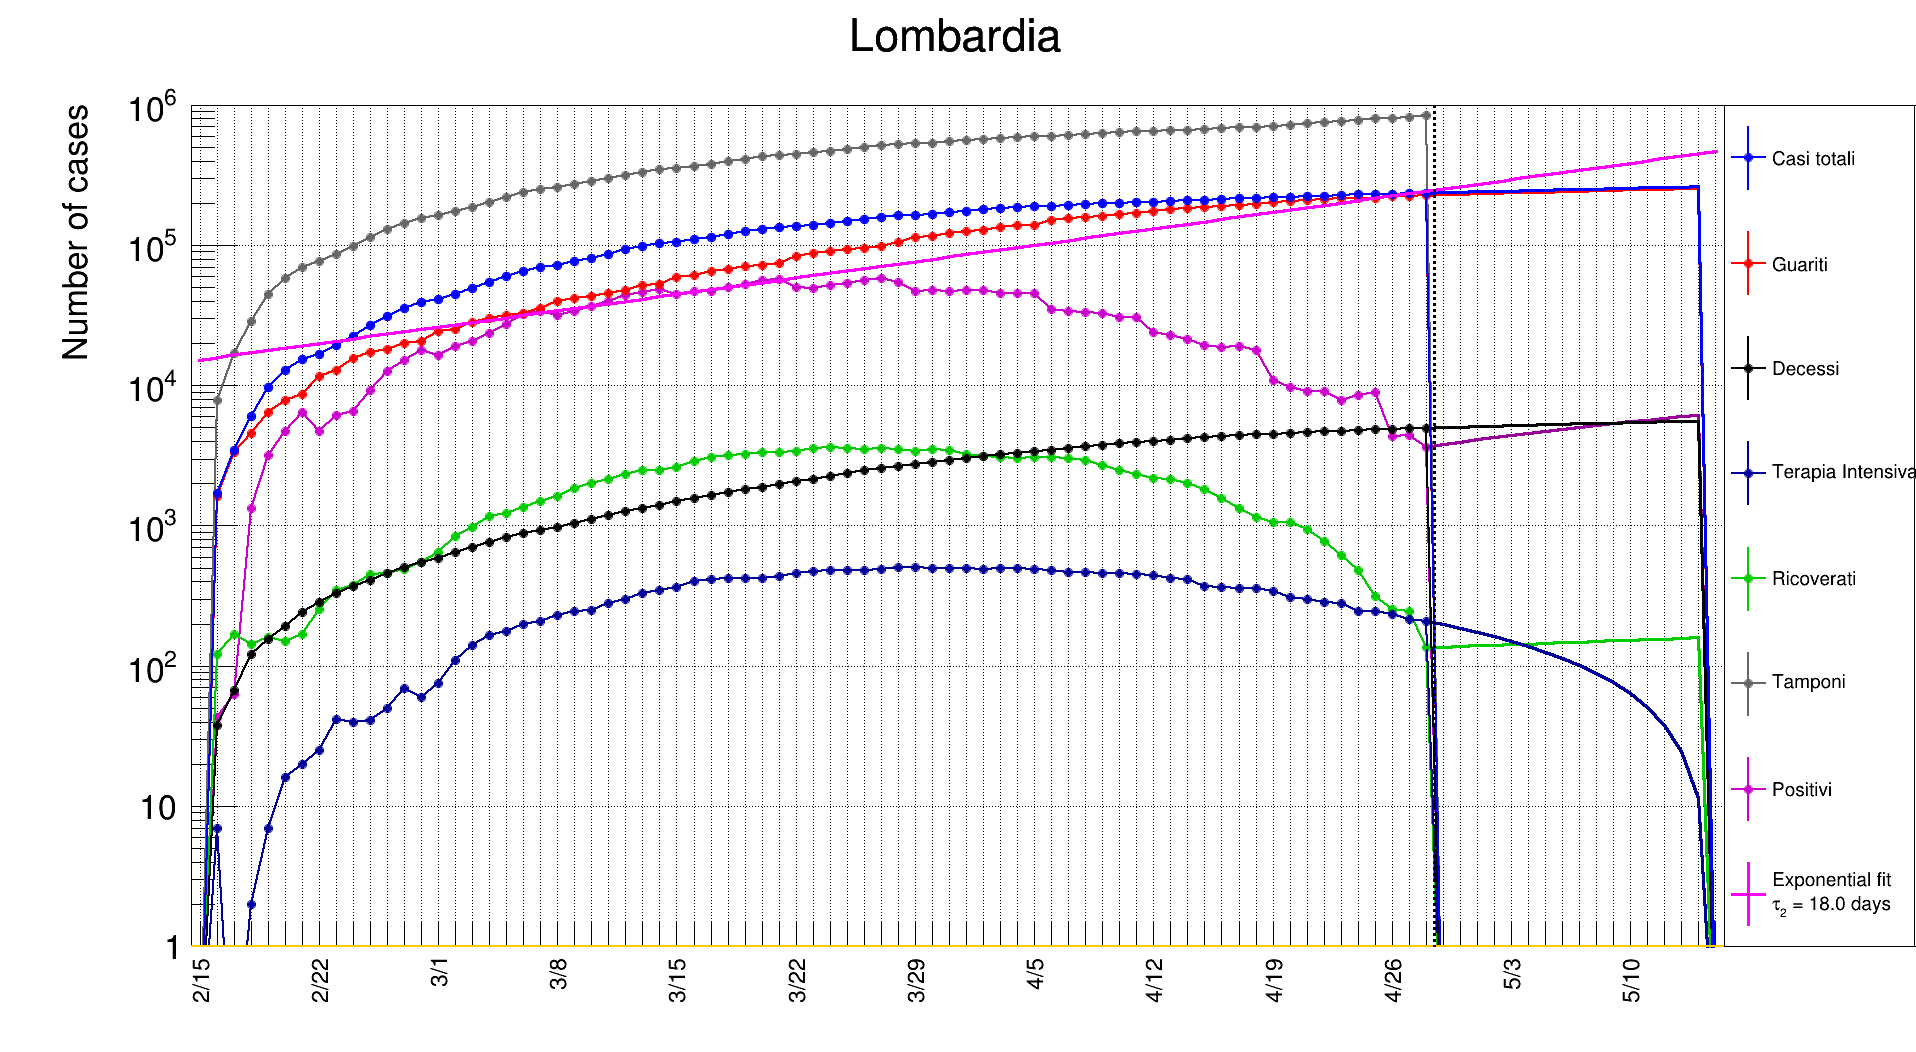 Lombardia
Number of cases
10^6
10^5
10^4
10^3
10^2
10
1
2/15
2/22
3/1
3/8
3/15
3/22
3/29
4/5
4/12
4/19
4/26
5/3
5/10
Casi totali
Guariti
Decessi
Terapia Intensiva
Ricoverati
Tamponi
Positivi
Exponential fit
τ₂ = 18.0 days